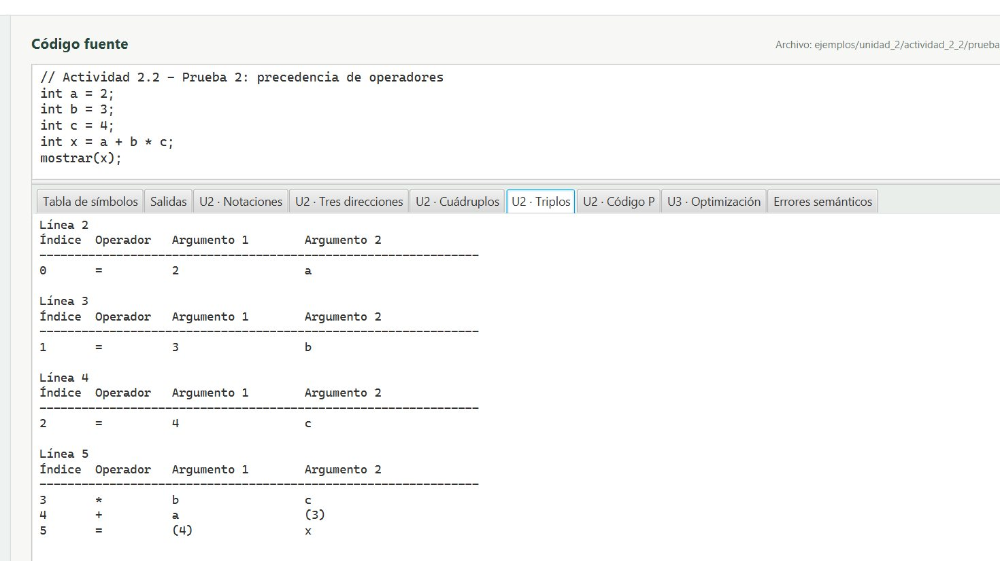 Código fuente
Archivo: ejemplos/unidad_2/actividad_2_2/prueba
// Actividad 2.2 - Prueba 2: precedencia de operadores
int a = 2;
int b = 3;
int c = 4;
int x = a + b * c;
mostrar(x);
Tabla de símbolos Salidas U2 · Notaciones U2 · Tres direcciones U2 · Cuádruplos U2 · Triplos U2 · Código P U3 · Optimización Errores semánticos
Línea 2
Índice Operador Argumento 1 Argumento 2
---------------------------------------------------------------
0 = 2 a
Línea 3
Índice Operador Argumento 1 Argumento 2
---------------------------------------------------------------
1 = 3 b
Línea 4
Índice Operador Argumento 1 Argumento 2
---------------------------------------------------------------
2 = 4 c
Línea 5
Índice Operador Argumento 1 Argumento 2
---------------------------------------------------------------
3 * b c
4 + a (3)
5 = (4) x